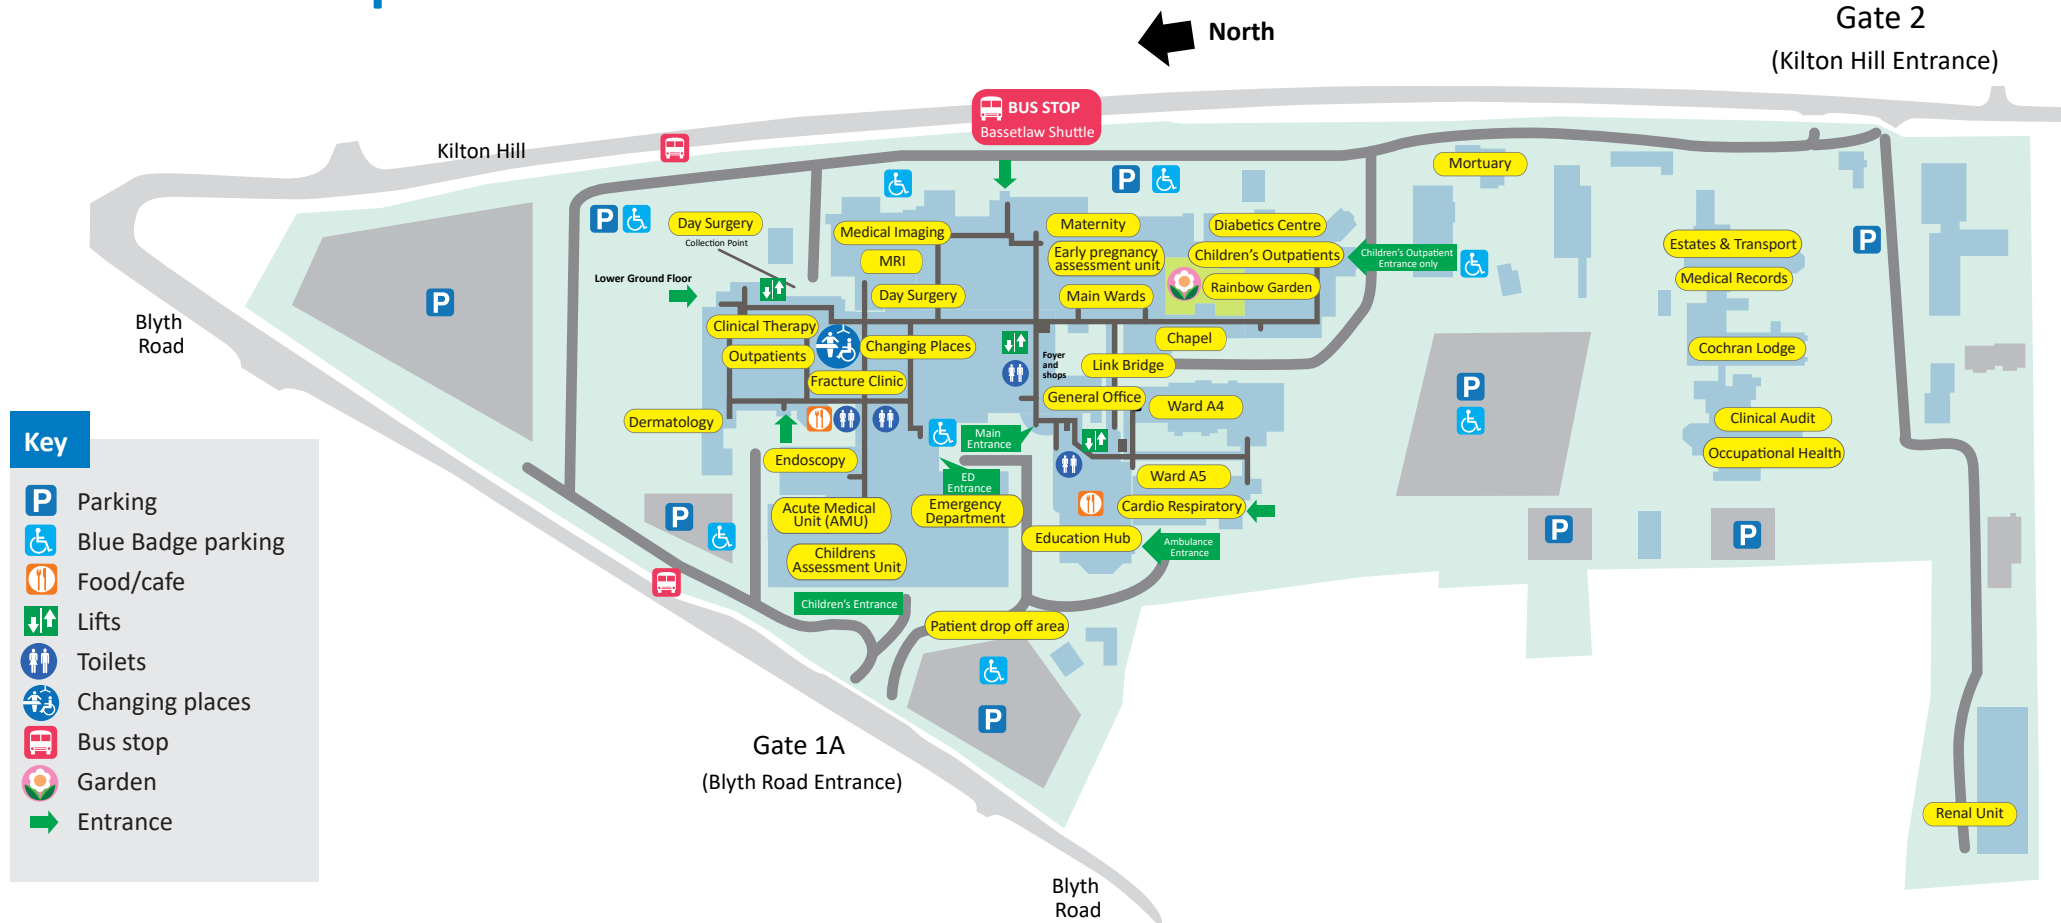 North
Gate 2
(Kilton Hill Entrance)
BUS STOP
Bassetlaw Shuttle
Kilton Hill
Mortuary
Day Surgery
Collection Point
Medical Imaging
MRI
Day Surgery
Maternity
Early pregnancy
assessment unit
Main Wards
Diabetics Centre
Children's Outpatients
Rainbow Garden
Children's Outpatient
Entrance only
Estates & Transport
Medical Records
Lower Ground Floor
Blyth
Road
Clinical Therapy
Outpatients
Changing Places
Fracture Clinic
Foyer
and
shops
Chapel
Link Bridge
General Office
Ward A4
Cochran Lodge
Clinical Audit
Occupational Health
Dermatology
Main
Entrance
Endoscopy
ED
Entrance
Ward A5
Acute Medical
Unit (AMU)
Emergency
Department
Cardio Respiratory
Education Hub
Ambulance
Entrance
Childrens
Assessment Unit
Children's Entrance
Patient drop off area
Key
P Parking
Blue Badge parking
Food/cafe
Lifts
Toilets
Changing places
Bus stop
Garden
Entrance
Gate 1A
(Blyth Road Entrance)
Renal Unit
Blyth
Road
P
P
P
P
P
P
P
P
P